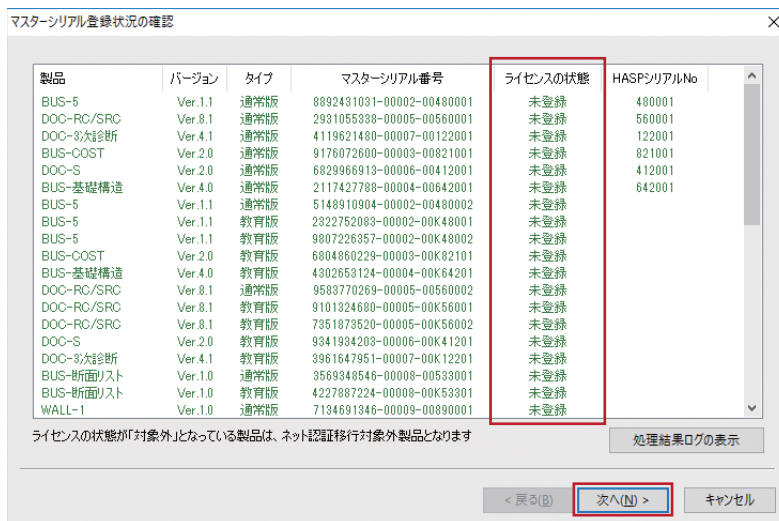 マスターシリアル登録状況の確認
製品 バージョン タイプ マスターシリアル番号 ライセンスの状態 HASPシリアルNo
BUS-5 Ver.1.1 通常版 8892431031-00002-00480001 未登録 480001
DOC-RC/SRC Ver.8.1 通常版 2931055338-00005-00560001 未登録 560001
DOC-3次診断 Ver.4.1 通常版 4119621480-00007-00122001 未登録 122001
BUS-COST Ver.2.0 通常版 9176072600-00003-00821001 未登録 821001
DOC-S Ver.2.0 通常版 6829966913-00006-00412001 未登録 412001
BUS-基礎構造 Ver.4.0 通常版 2117427788-00004-00642001 未登録 642001
BUS-5 Ver.1.1 通常版 5148910904-00002-00480002 未登録
BUS-5 Ver.1.1 教育版 2322752083-00002-00K48001 未登録
BUS-5 Ver.1.1 教育版 9807226357-00002-00K48002 未登録
BUS-COST Ver.2.0 教育版 6804860229-00003-00K82101 未登録
BUS-基礎構造 Ver.4.0 教育版 4302653124-00004-00K64201 未登録
DOC-RC/SRC Ver.8.1 通常版 9583770269-00005-00560002 未登録
DOC-RC/SRC Ver.8.1 教育版 9101324680-00005-00K56001 未登録
DOC-RC/SRC Ver.8.1 教育版 7351873520-00005-00K56002 未登録
DOC-S Ver.2.0 教育版 9341934203-00006-00K41201 未登録
DOC-3次診断 Ver.4.1 教育版 3961647951-00007-00K12201 未登録
BUS-断面リスト Ver.1.0 通常版 3569348546-00008-00533001 未登録
BUS-断面リスト Ver.1.0 教育版 4227887224-00008-00K53301 未登録
WALL-1 Ver.1.0 通常版 7134691346-00009-00890001 未登録
ライセンスの状態が「対象外」となっている製品は、ネット認証移行対象外製品となります
処理結果ログの表示
< 戻る(B) 次へ(N) > キャンセル